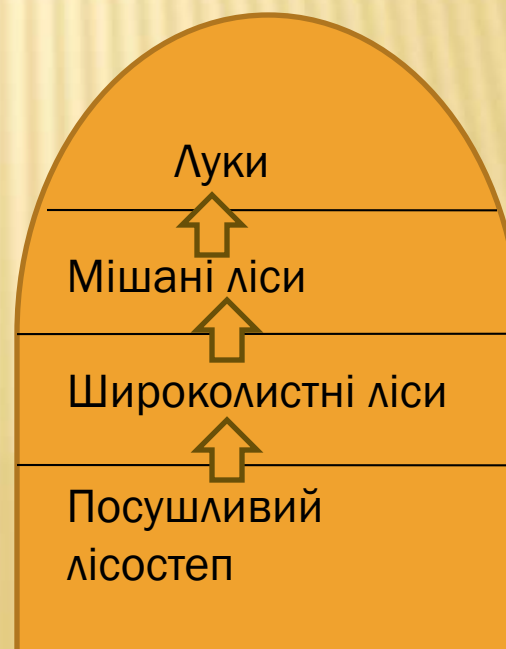 Луки
Мішані ліси
Широколистні ліси
Посушливий
лісостеп